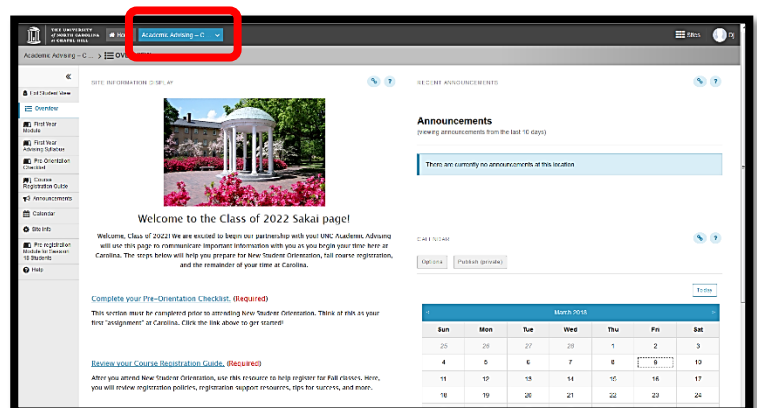 THE UNIVERSITY
of NORTH CAROLINA
at CHAPEL HILL
Academic Advising – C
Sites
Dj
Academic Advising – C ... >
SITE INFORMATION DISPLAY
RECENT ANNOUNCEMENTS
Exit Student View
Overview
First Year
Module
First Year
Advising Syllabus
Pre-Orientation
Checklist
Course
Registration Guide
Announcements
Calendar
Site Info
Pre-registration
Module for Session
Students
Help
Welcome to the Class of 2022 Sakai page!
Welcome, Class of 2022! We are excited to begin our partnership with you! UNC Academic Advising
will use this page to communicate important information with you as you begin your time here at
Carolina. The steps below will help you prepare for New Student Orientation, fall course registration,
and the remainder of your time at Carolina.
Complete your Pre-Orientation Checklist. (Required)
This section must be completed prior to attending New Student Orientation. Think of this as your
first "assignment" at Carolina. Click the link above to get started!
Review your Course Registration Guide. (Required)
After you attend New Student Orientation, use this resource to help register for Fall classes. Here,
you will review registration policies, registration support resources, tips for success, and more.
Announcements
(viewing announcements from the last 10 days)
There are currently no announcements at this location.
CALENDAR
Options
Publish (private)
Today
March 2018
Sun Mon Tue Wed Thu Fri Sat
25 26 27 28 1 2 3
4 5 6 7 8 9 10
11 12 13 14 15 16 17
18 19 20 21 22 23 24